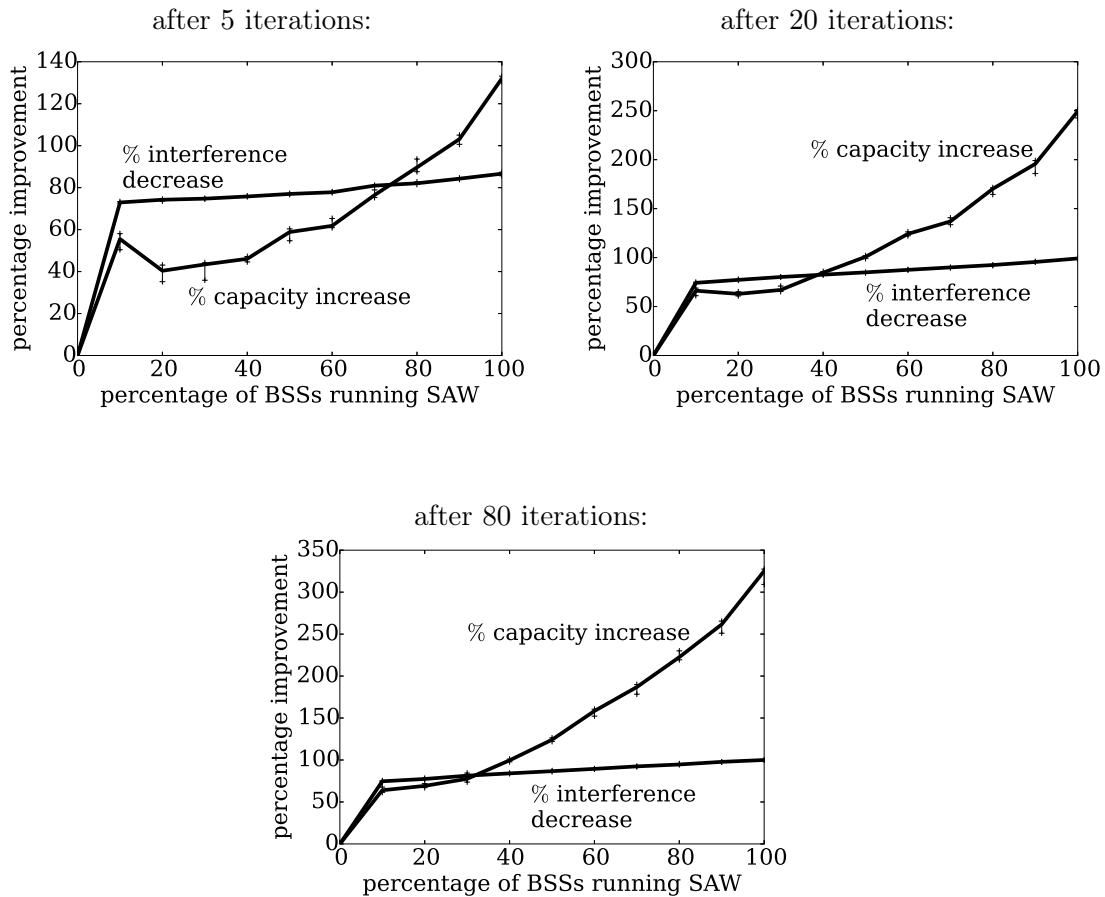 after 5 iterations:
140
120
100
80
60
40
20
0
percentage improvement
% interference
decrease
% capacity increase
0 20 40 60 80 100
percentage of BSSs running SAW
after 20 iterations:
300
250
200
150
100
50
0
percentage improvement
% capacity increase
% interference
decrease
0 20 40 60 80 100
percentage of BSSs running SAW
after 80 iterations:
350
300
250
200
150
100
50
0
percentage improvement
% capacity increase
% interference
decrease
0 20 40 60 80 100
percentage of BSSs running SAW